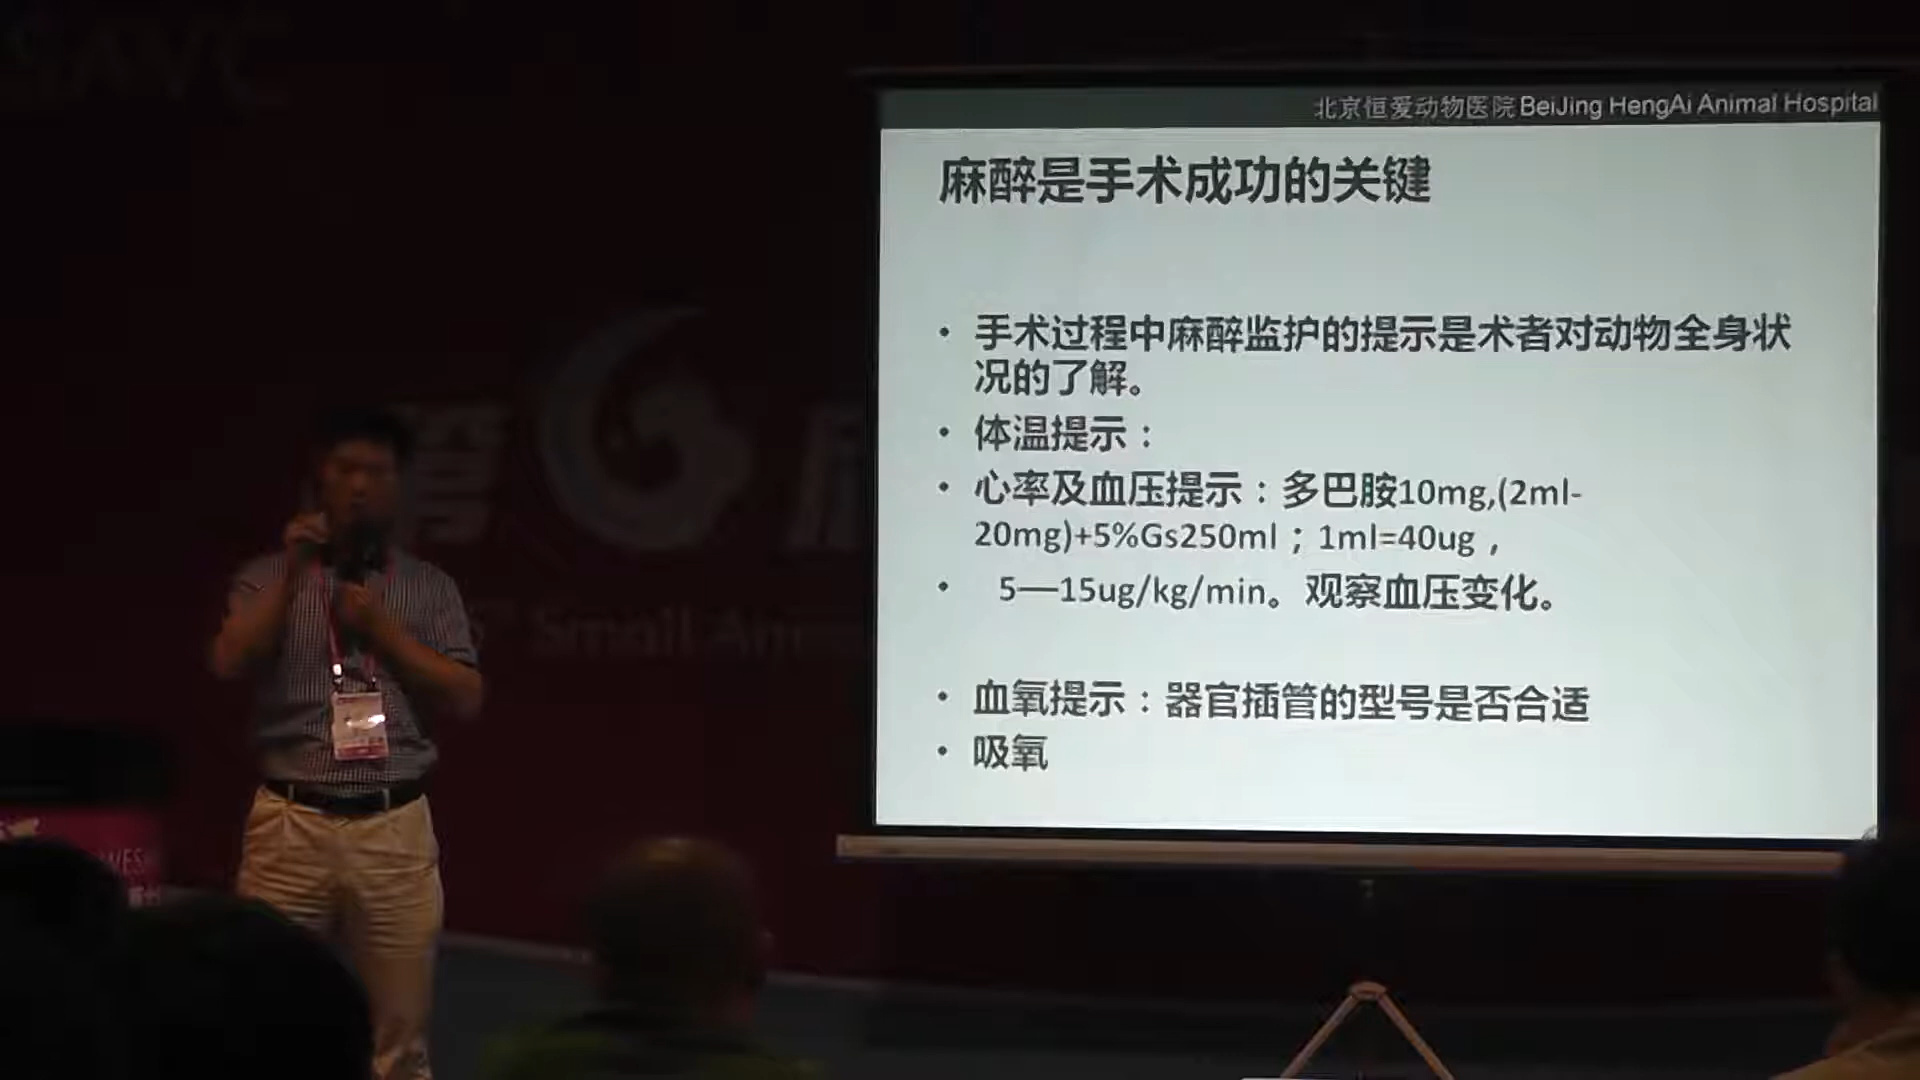 北京恒爱动物医院 BeiJing HengAi Animal Hospital
麻醉是手术成功的关键
• 手术过程中麻醉监护的提示是术者对动物全身状
况的了解。
• 体温提示：
• 心率及血压提示：多巴胺10mg,(2ml-
20mg)+5%Gs250ml；1ml=40ug，
• 5—15ug/kg/min。观察血压变化。
• 血氧提示：器官插管的型号是否合适
• 吸氧
Small